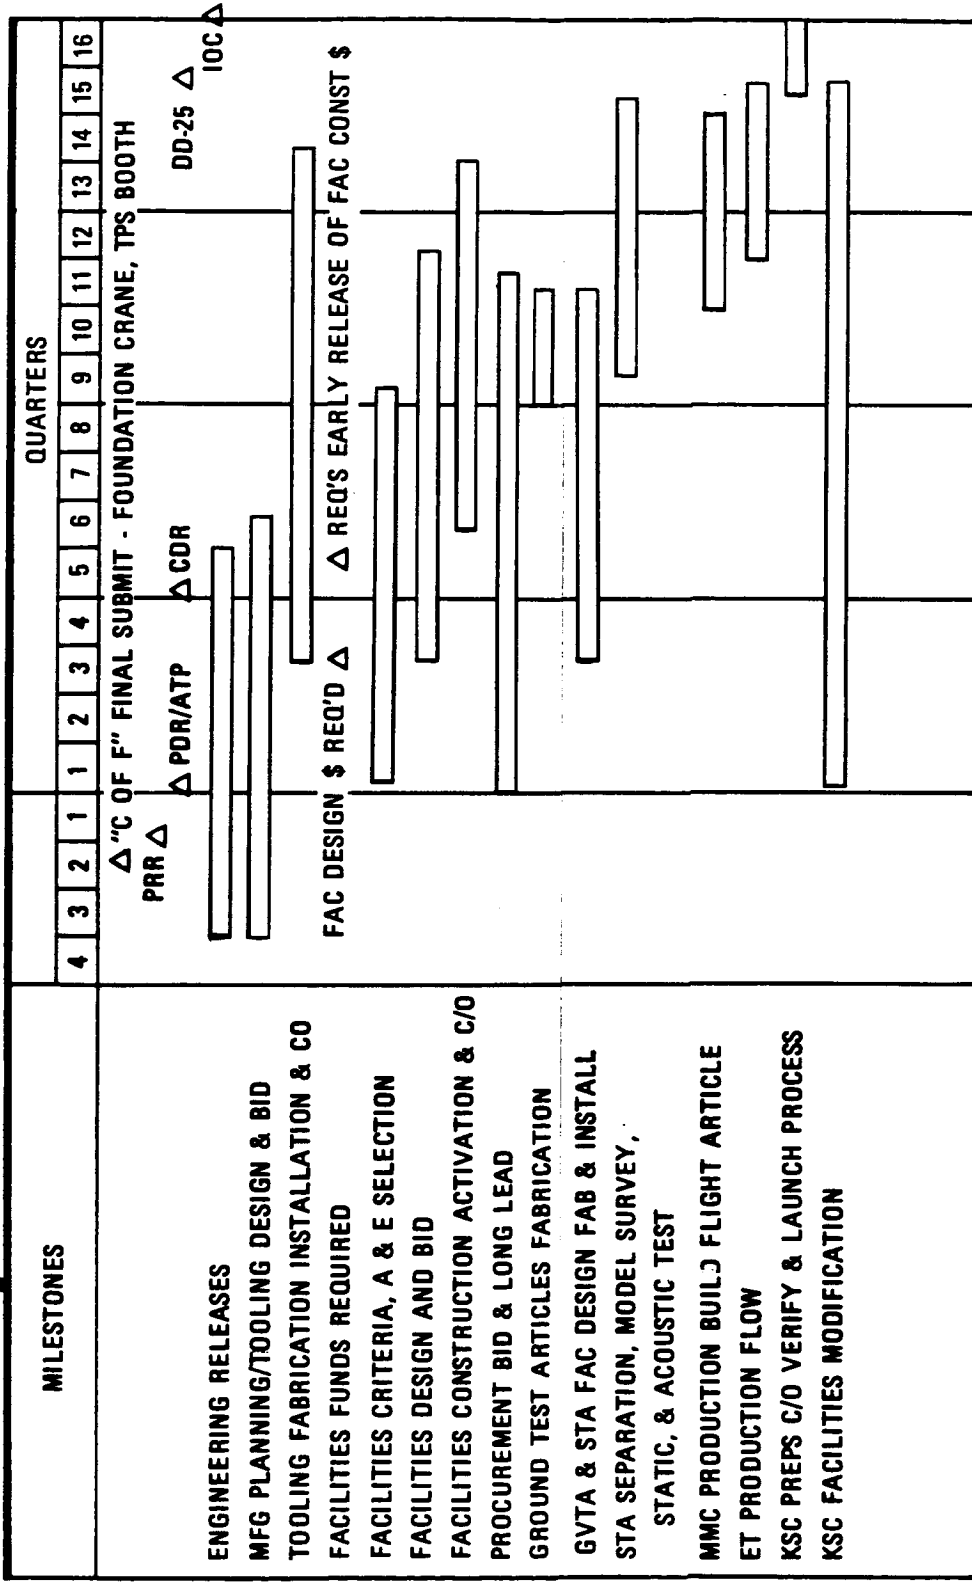 MILESTONES
QUARTERS
4 3 2 1 1 2 3 4 5 6 7 8 9 10 11 12 13 14 15 16
Δ "C OF F" FINAL SUBMIT - FOUNDATION CRANE, TPS BOOTH
PRR Δ
Δ PDR/ATP
Δ CDR
DD-25 Δ
IOC Δ
ENGINEERING RELEASES
MFG PLANNING/TOOLING DESIGN & BID
TOOLING FABRICATION INSTALLATION & CO
FACILITIES FUNDS REQUIRED
FAC DESIGN $ REQ'D Δ
Δ REQ'S EARLY RELEASE OF FAC CONST $
FACILITIES CRITERIA, A & E SELECTION
FACILITIES DESIGN AND BID
FACILITIES CONSTRUCTION ACTIVATION & C/O
PROCUREMENT BID & LONG LEAD
GROUND TEST ARTICLES FABRICATION
GVTA & STA FAC DESIGN FAB & INSTALL
STA SEPARATION, MODEL SURVEY,
STATIC, & ACOUSTIC TEST
MMC PRODUCTION BUILD FLIGHT ARTICLE
ET PRODUCTION FLOW
KSC PREPS C/O VERIFY & LAUNCH PROCESS
KSC FACILITIES MODIFICATION